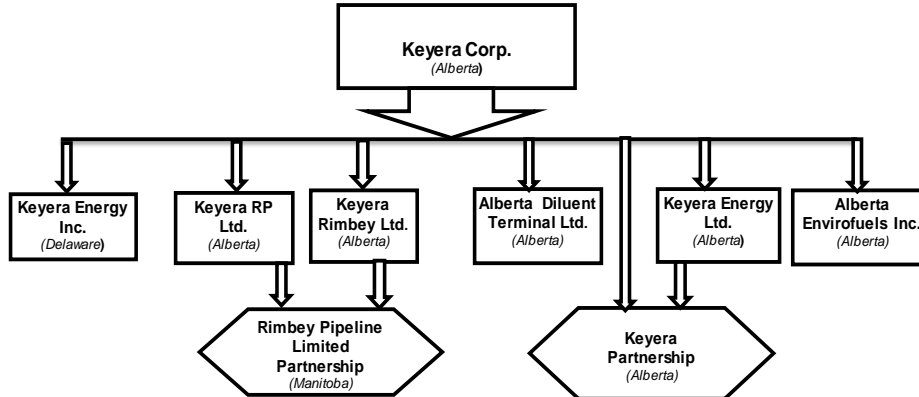 Keyera Corp.
(Alberta)
Keyera Energy
Inc.
(Delaware)
Keyera RP
Ltd.
(Alberta)
Keyera
Rimbey Ltd.
(Alberta)
Alberta Diluent
Terminal Ltd.
(Alberta)
Keyera Energy
Ltd.
(Alberta)
Alberta
Envirofuels Inc.
(Alberta)
Rimbey Pipeline
Limited
Partnership
(Manitoba)
Keyera
Partnership
(Alberta)